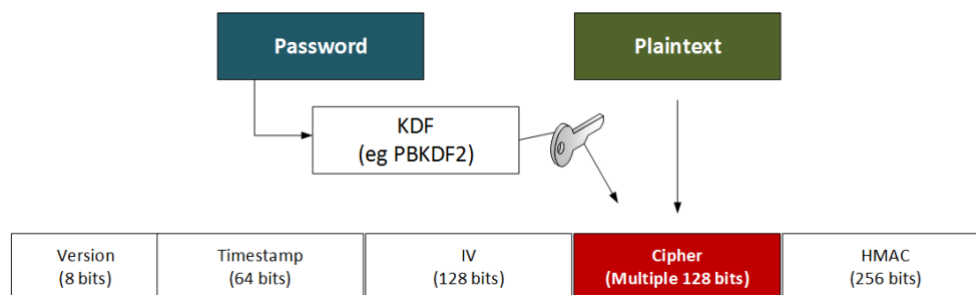 Password
Plaintext
KDF
(eg PBKDF2)
Version
(8 bits)
Timestamp
(64 bits)
IV
(128 bits)
Cipher
(Multiple 128 bits)
HMAC
(256 bits)